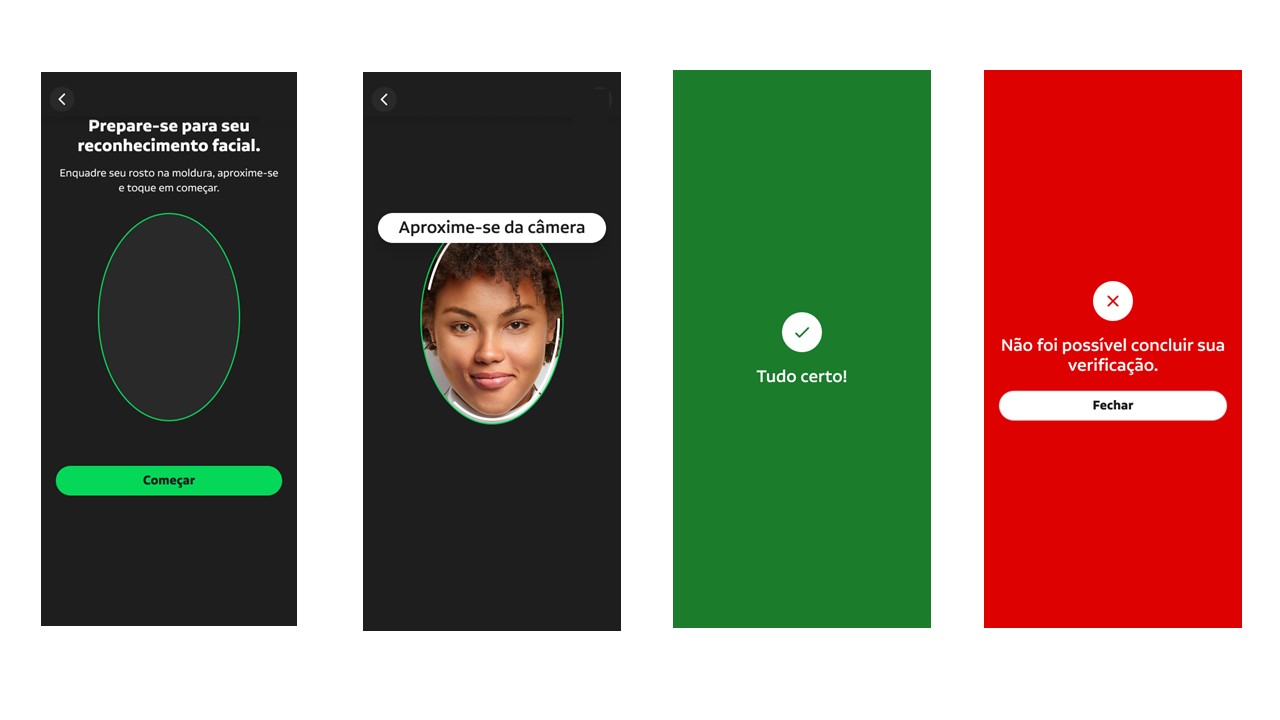 Prepare-se para seu
reconhecimento facial.
Enquadre seu rosto na moldura, aproxime-se
e toque em começar.
Começar
Aproxime-se da câmera
Tudo certo!
Não foi possível concluir sua
verificação.
Fechar